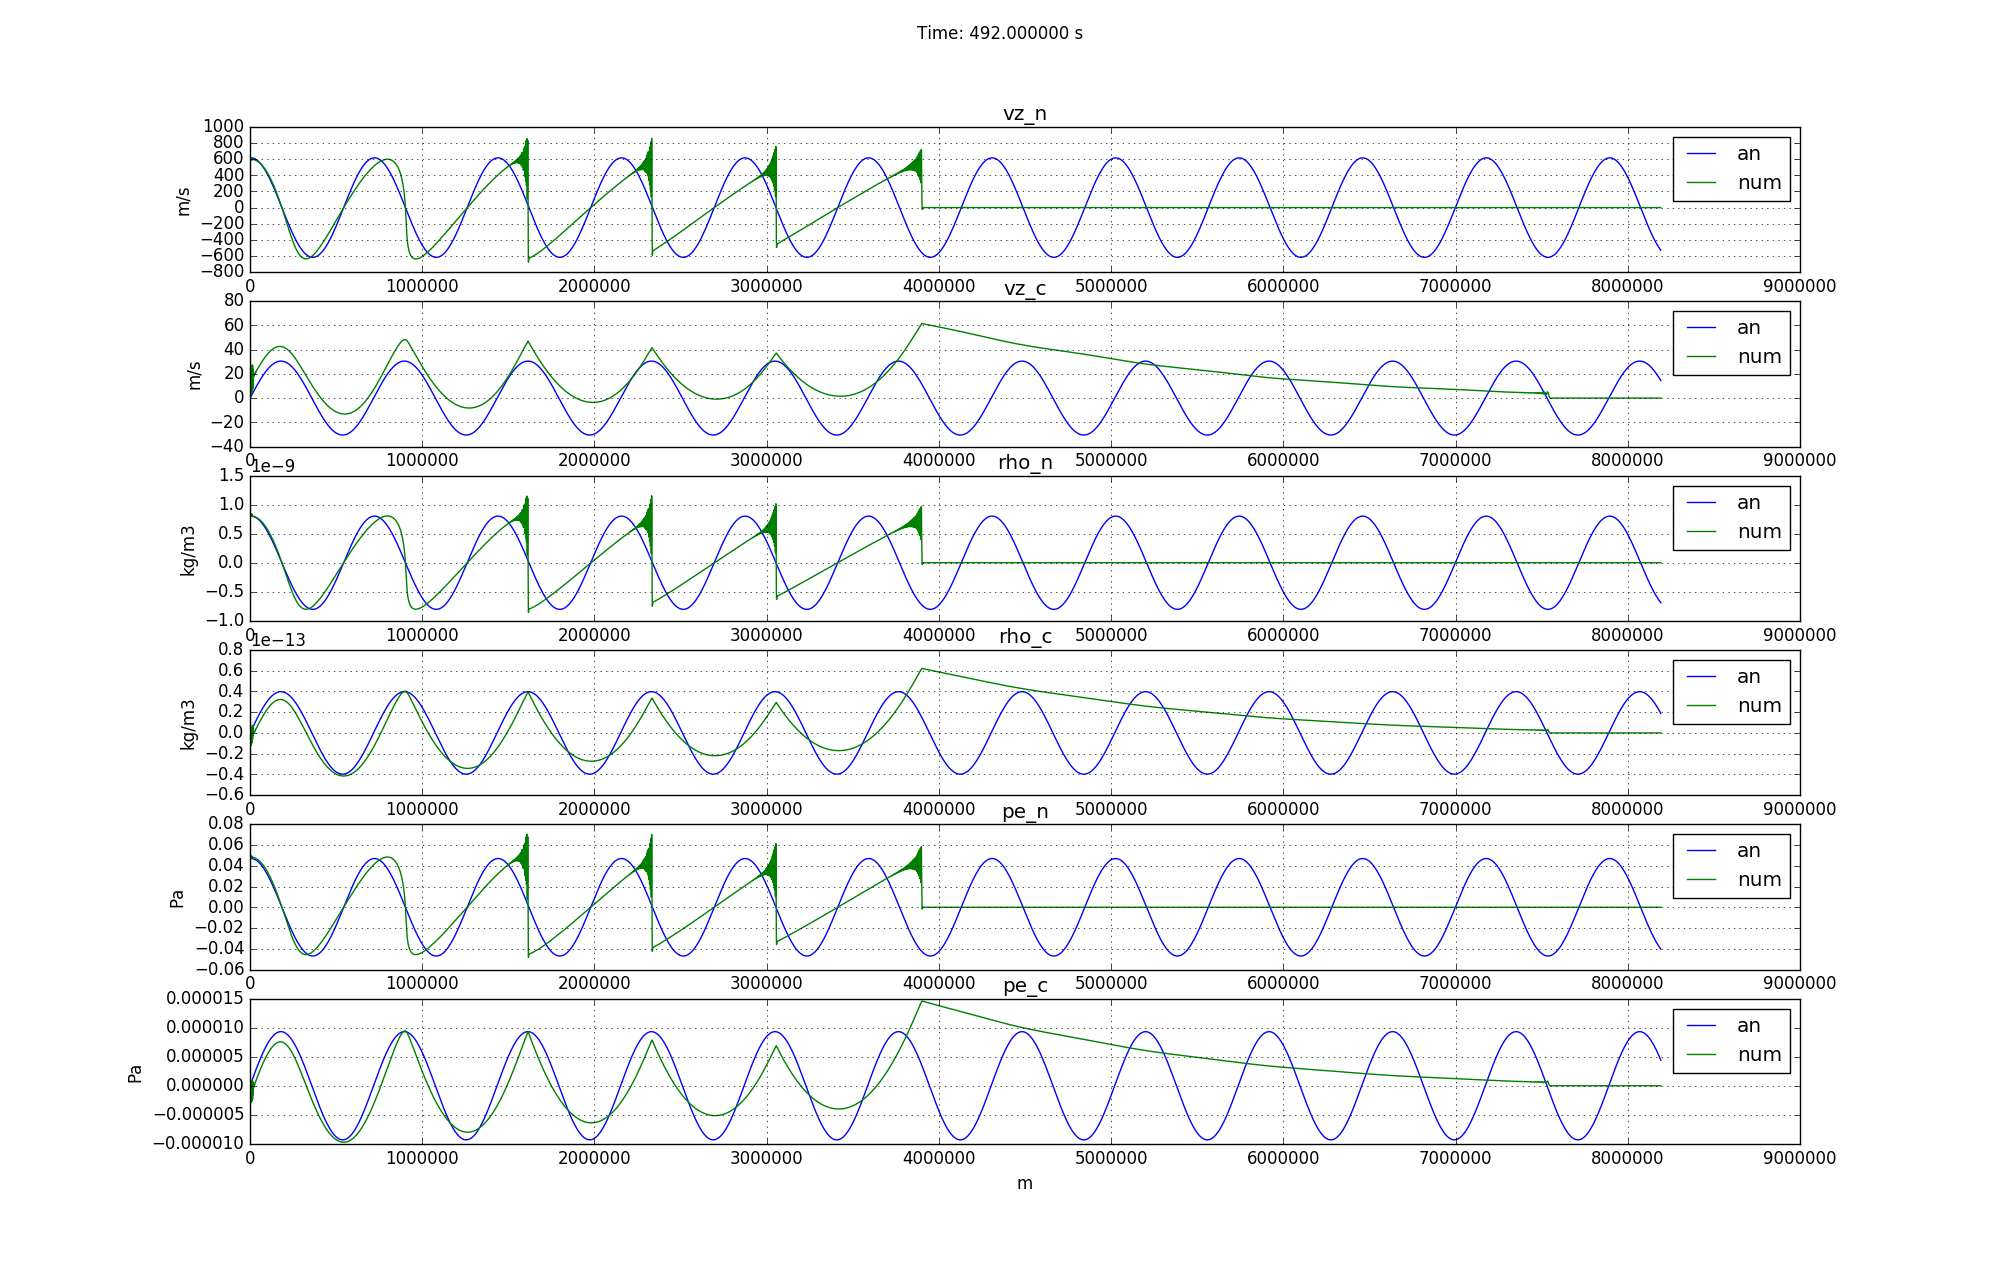 Time: 492.000000 s
vz_n
1000
800
600
400
200
0
−200
−400
−600
−800
m/s
an
num
0 1000000 2000000 3000000 4000000 5000000 6000000 7000000 8000000 9000000
vz_c
80
60
40
20
0
−20
−40
m/s
an
num
0 1000000 2000000 3000000 4000000 5000000 6000000 7000000 8000000 9000000
1e−9
rho_n
1.5
1.0
0.5
0.0
−0.5
−1.0
kg/m3
an
num
0 1000000 2000000 3000000 4000000 5000000 6000000 7000000 8000000 9000000
1e−13
rho_c
0.8
0.6
0.4
0.2
0.0
−0.2
−0.4
−0.6
kg/m3
an
num
0 1000000 2000000 3000000 4000000 5000000 6000000 7000000 8000000 9000000
pe_n
0.08
0.06
0.04
0.02
0.00
−0.02
−0.04
−0.06
Pa
an
num
0 1000000 2000000 3000000 4000000 5000000 6000000 7000000 8000000 9000000
pe_c
0.000015
0.000010
0.000005
0.000000
−0.000005
−0.000010
Pa
an
num
0 1000000 2000000 3000000 4000000 5000000 6000000 7000000 8000000 9000000
m